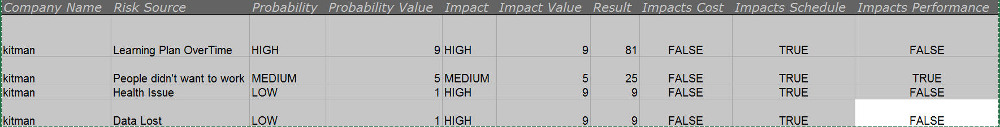 Company Name Risk Source Probability Probability Value Impact Impact Value Result Impacts Cost Impacts Schedule Impacts Performance
kitman Learning Plan OverTime HIGH 9 HIGH 9 81 FALSE TRUE FALSE
kitman People didn't want to work MEDIUM 5 MEDIUM 5 25 FALSE TRUE TRUE
kitman Health Issue LOW 1 HIGH 9 9 FALSE TRUE FALSE
kitman Data Lost LOW 1 HIGH 9 9 FALSE TRUE FALSE